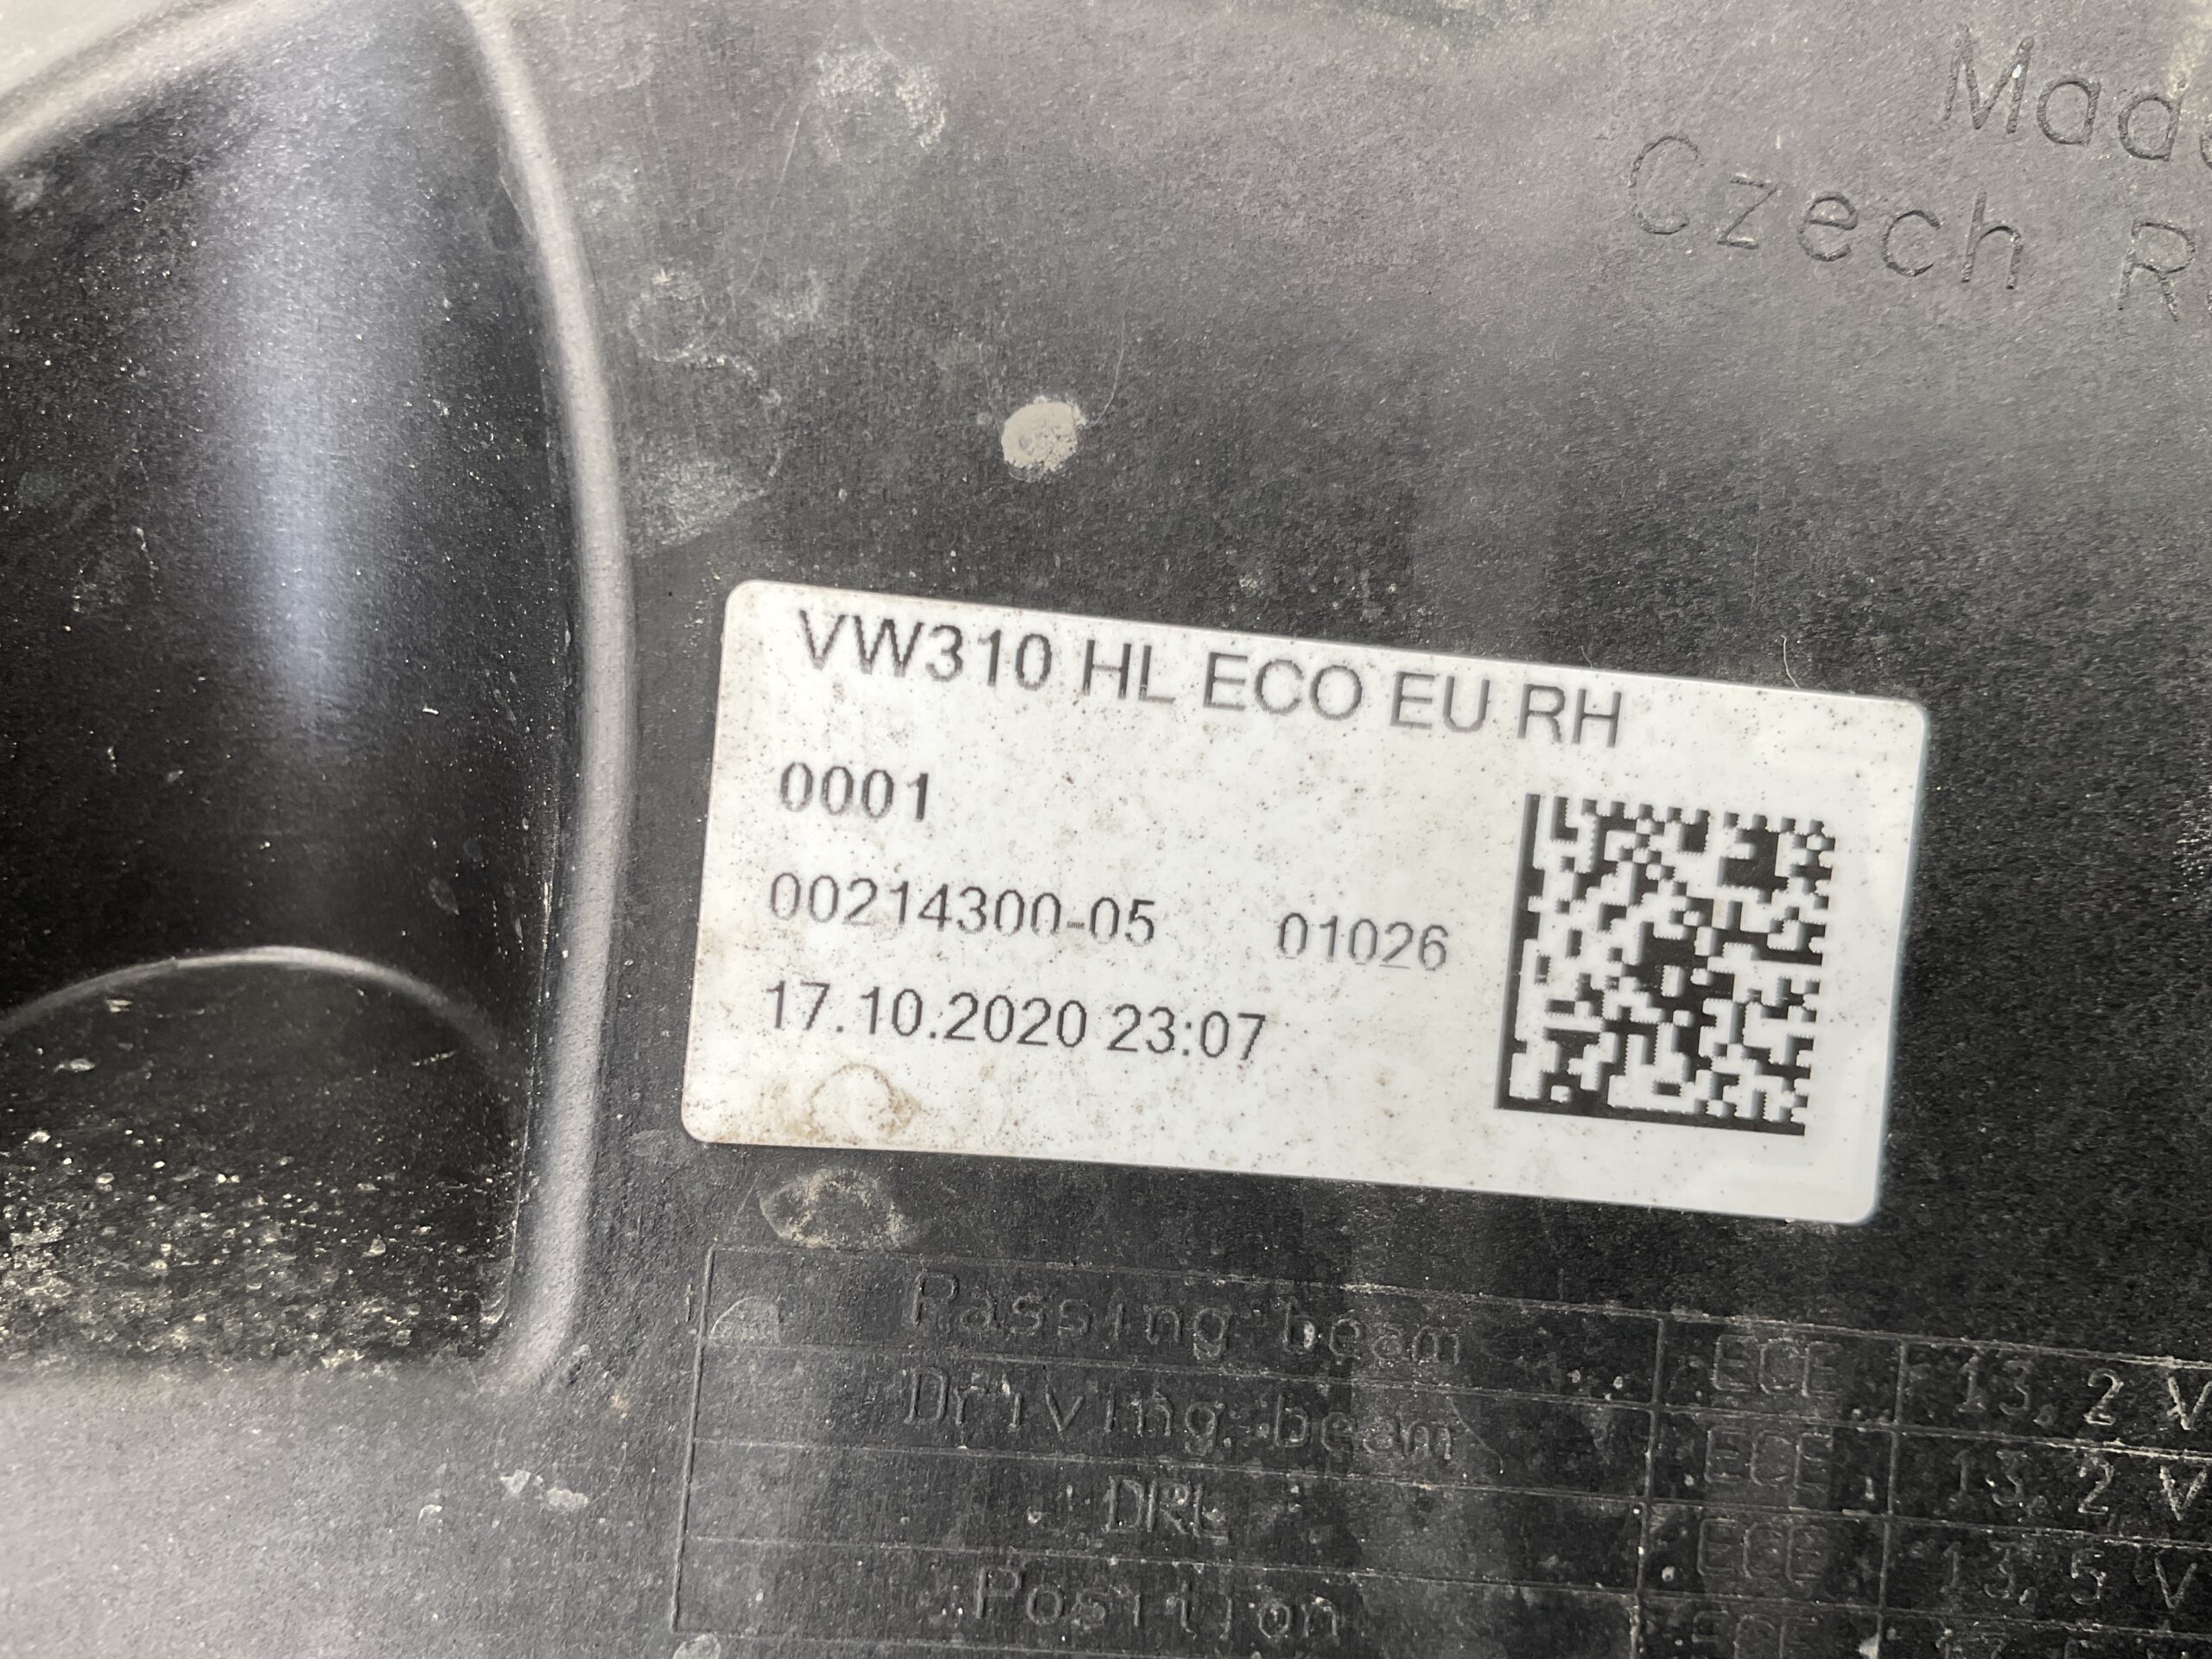 Made
Czech R
VW310 HL ECO EU RH
0001
00214300-05 01026
17.10.2020 23:07
Passing beam ECE 13.2 V
Driving beam ECE 13.2 V
DRL ECE 13.5 V
Position ECE